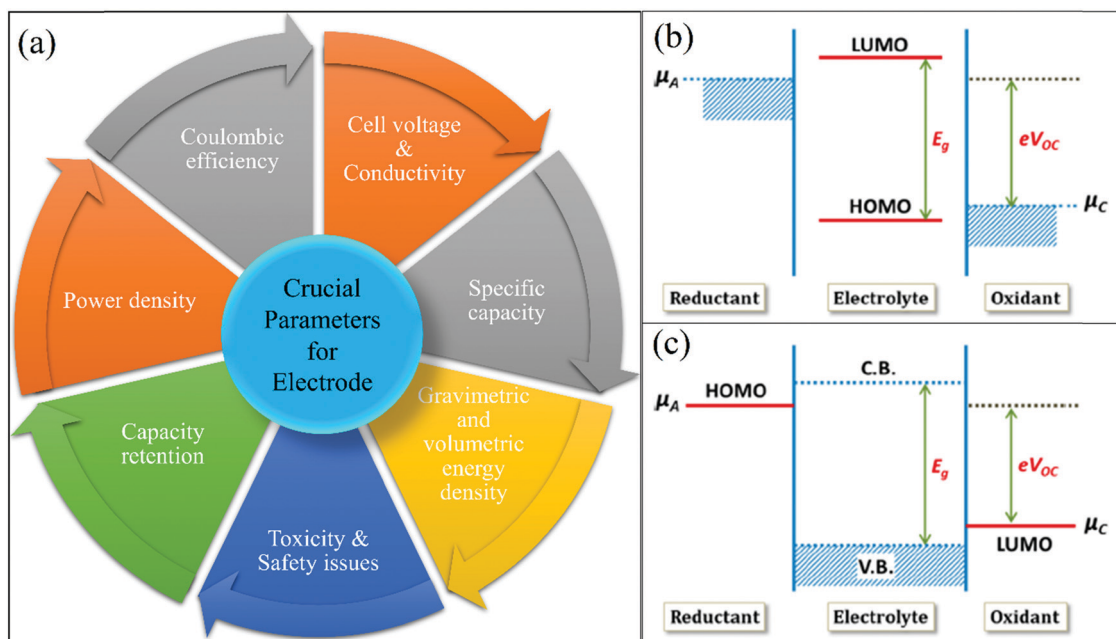 (a)
Coulombic
efficiency
Cell voltage
&
Conductivity
Specific
capacity
Gravimetric
and
volumetric
energy
density
Toxicity &
Safety issues
Capacity
retention
Power density
Crucial
Parameters
for
Electrode
(b)
LUMO
μA
Eg
eVOC
HOMO
μC
Reductant
Electrolyte
Oxidant
(c)
C.B.
HOMO
μA
Eg
eVOC
μC
LUMO
V.B.
Reductant
Electrolyte
Oxidant